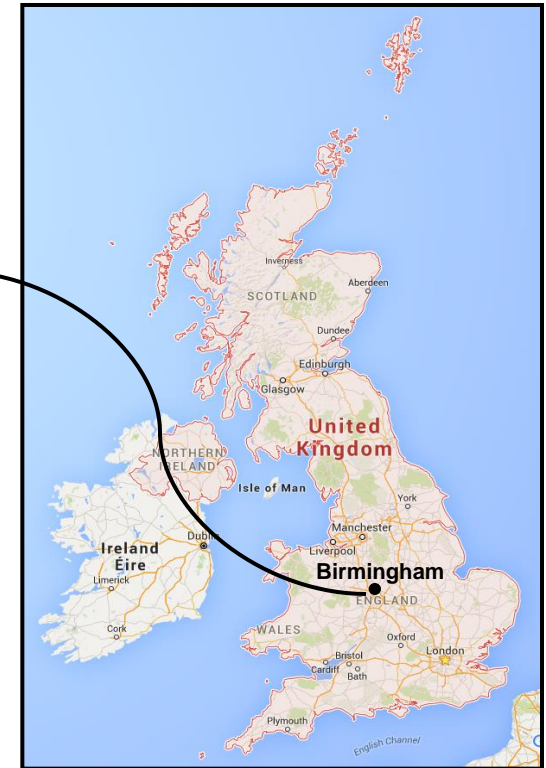 Inverness
Aberdeen
SCOTLAND
Dundee
Edinburgh
Glasgow
United
Kingdom
NORTHERN
IRELAND
Isle of Man
York
Manchester
Dublin
Liverpool
Ireland
Éire
Birmingham
Limerick
ENGLAND
Cork
WALES
Oxford
London
Bristol
Cardiff
Bath
Plymouth
English Channel